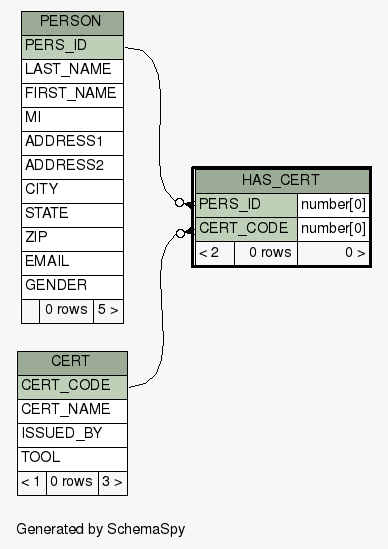 PERSON
PERS_ID
LAST_NAME
FIRST_NAME
MI
ADDRESS1
ADDRESS2
CITY
STATE
ZIP
EMAIL
GENDER
0 rows 5 >
HAS_CERT
PERS_ID number[0]
CERT_CODE number[0]
< 2 0 rows 0 >
CERT
CERT_CODE
CERT_NAME
ISSUED_BY
TOOL
< 1 0 rows 3 >
Generated by SchemaSpy